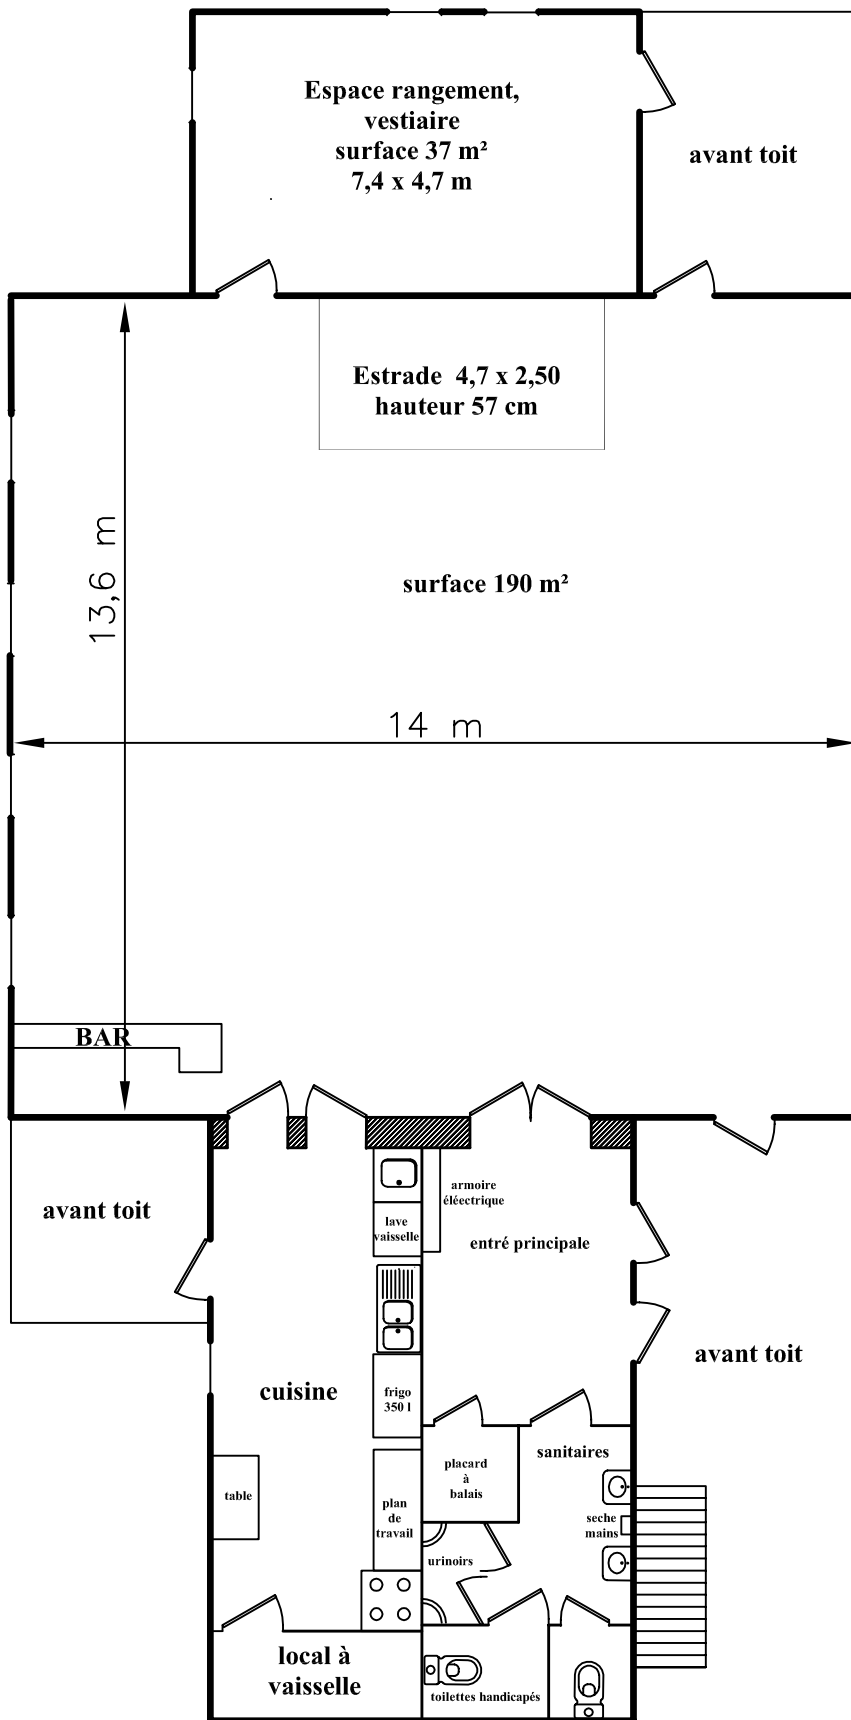 Espace rangement,
vestiaire
surface 37 m²
7,4 x 4,7 m
avant toit
Estrade 4,7 x 2,50
hauteur 57 cm
13,6 m
surface 190 m²
14 m
BAR
avant toit
armoire
éléectrique
lave
vaisselle
entré principale
avant toit
cuisine
frigo
350 l
sanitaires
placard
à
balais
table
plan
de
travail
seche
mains
urinoirs
local à
vaisselle
toilettes handicapés